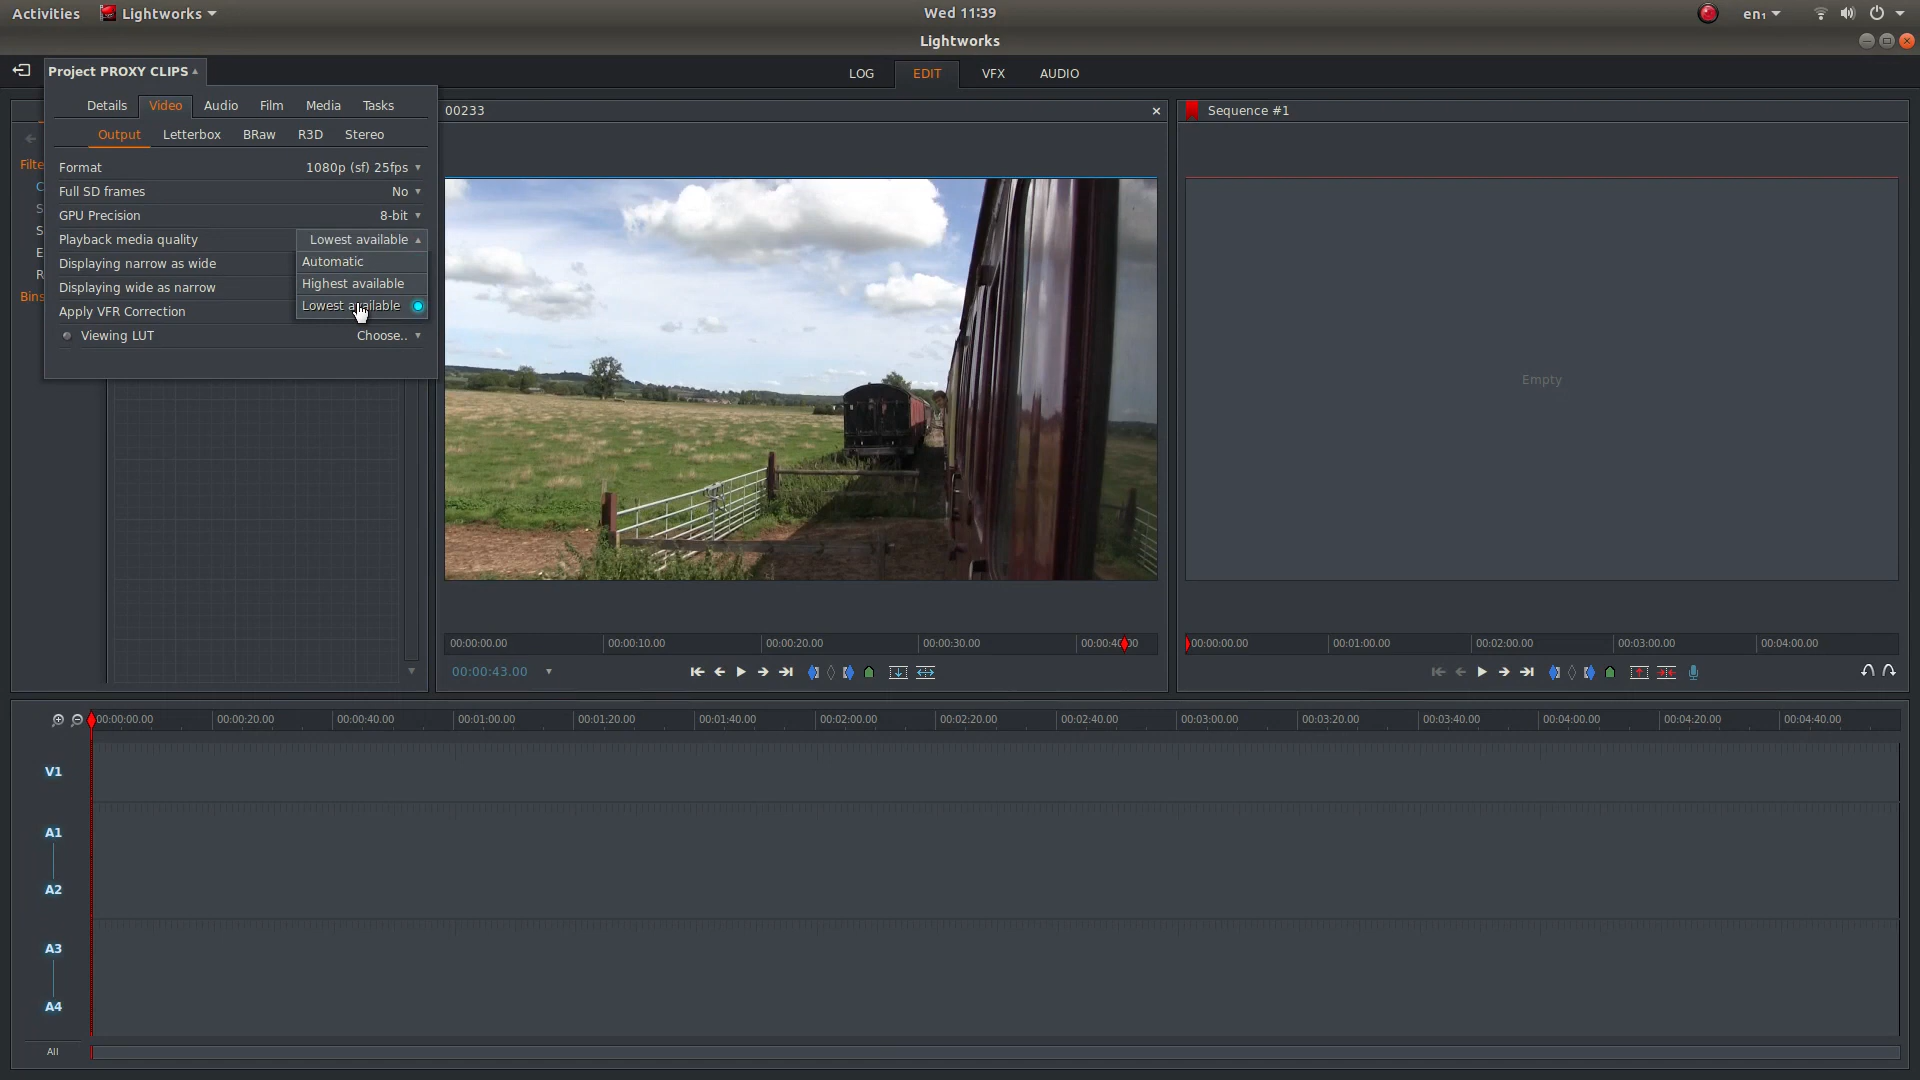 Activities Lightworks Wed 11:39 en₁
Lightworks
Project PROXY CLIPS LOG EDIT VFX AUDIO
Details Video Audio Film Media Tasks
Output Letterbox BRaw R3D Stereo
Format 1080p (sf) 25fps
Full SD frames No
GPU Precision 8-bit
Playback media quality Lowest available
Automatic
Displaying narrow as wide
Highest available
Displaying wide as narrow
Lowest available
Apply VFR Correction
Viewing LUT Choose..
Bins
00233
Sequence #1
Empty
00:00:00.00 00:00:10.00 00:00:20.00 00:00:30.00
00:00:43.00
00:00:00.00 00:01:00.00 00:02:00.00 00:03:00.00 00:04:00.00
00:00:00.00 00:00:20.00 00:00:40.00 00:01:00.00 00:01:20.00 00:01:40.00 00:02:00.00 00:02:20.00 00:02:40.00 00:03:00.00 00:03:20.00 00:03:40.00 00:04:00.00 00:04:20.00 00:04:40.00
V1
A1
A2
A3
A4
All